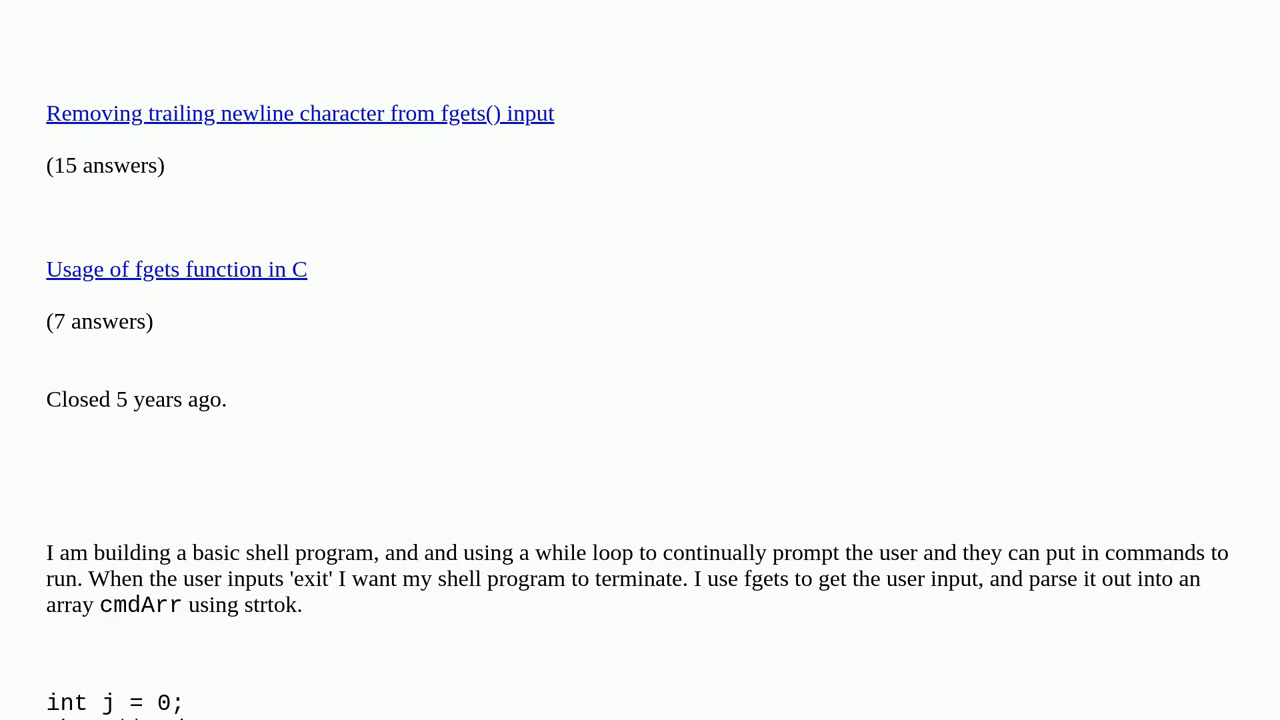 Removing trailing newline character from fgets() input
(15 answers)
Usage of fgets function in C
(7 answers)
Closed 5 years ago.
I am building a basic shell program, and and using a while loop to continually prompt the user and they can put in commands to
run. When the user inputs 'exit' I want my shell program to terminate. I use fgets to get the user input, and parse it out into an
array cmdArr using strtok.
int j = 0;